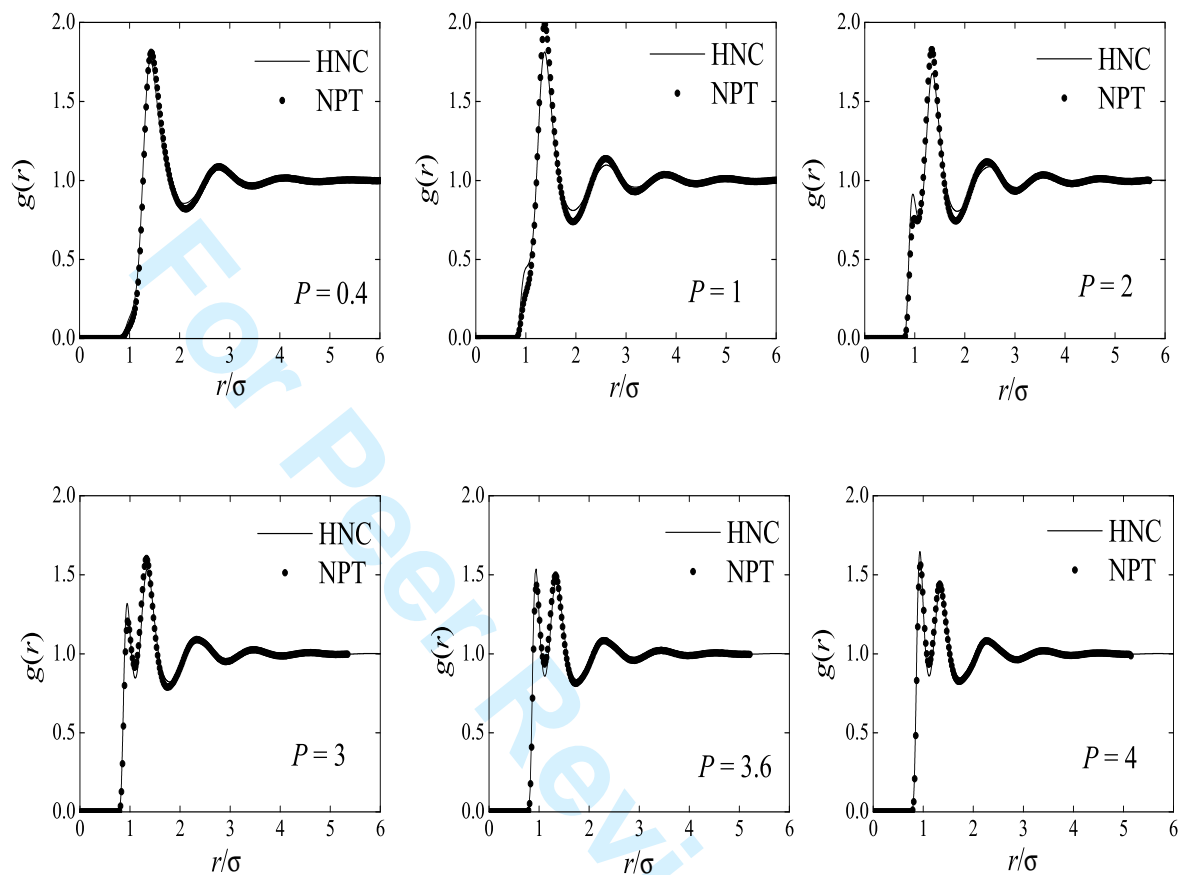 2.0
1.5
1.0
0.5
0.0
g(r)
HNC
NPT
P = 0.4
0 1 2 3 4 5 6
r/σ
2.0
1.5
1.0
0.5
0.0
g(r)
HNC
NPT
P = 1
0 1 2 3 4 5 6
r/σ
2.0
1.5
1.0
0.5
0.0
g(r)
HNC
NPT
P = 2
0 1 2 3 4 5 6
r/σ
2.0
1.5
1.0
0.5
0.0
g(r)
HNC
NPT
P = 3
0 1 2 3 4 5 6
r/σ
2.0
1.5
1.0
0.5
0.0
g(r)
HNC
NPT
P = 3.6
0 1 2 3 4 5 6
r/σ
2.0
1.5
1.0
0.5
0.0
g(r)
HNC
NPT
P = 4
0 1 2 3 4 5 6
r/σ
For Peer Revi